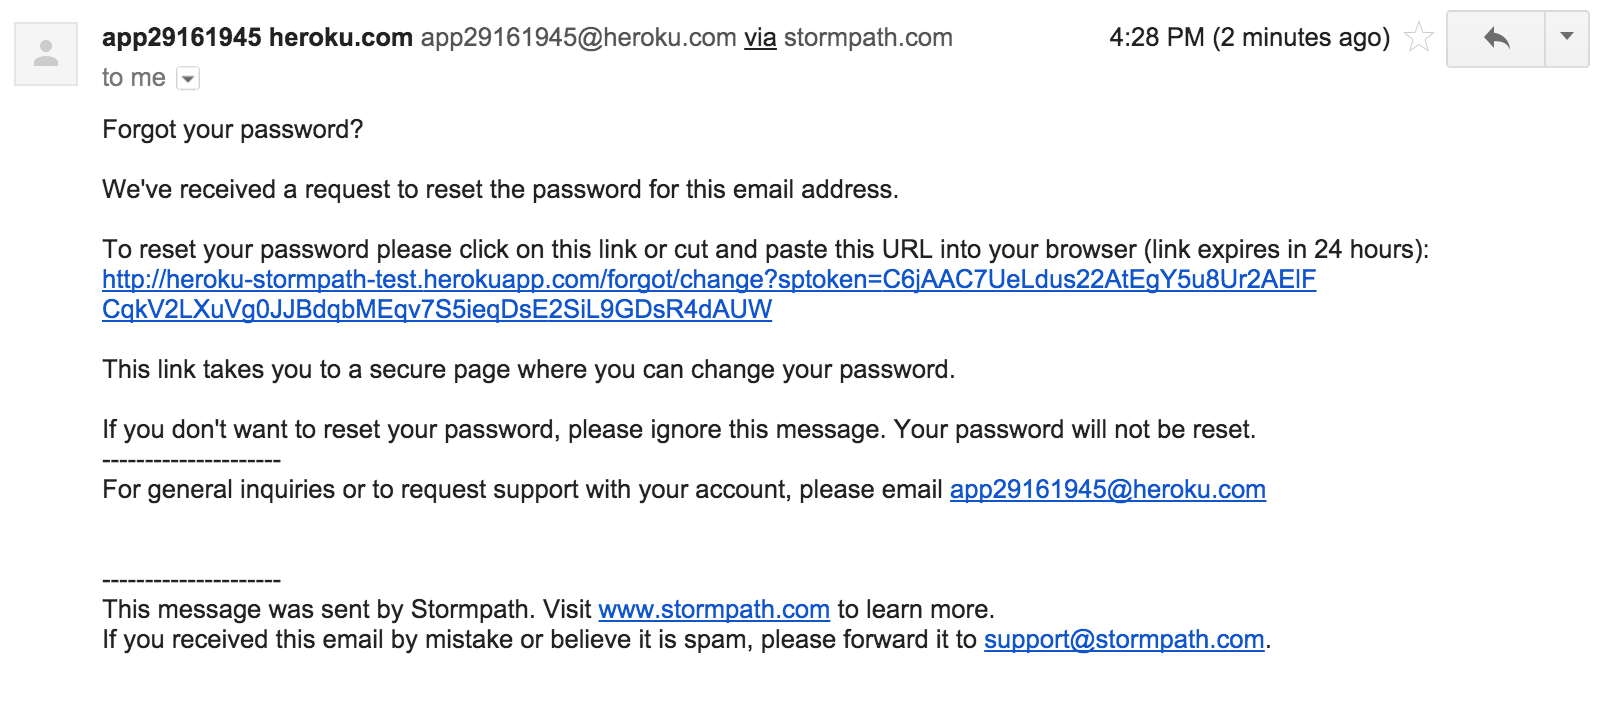 app29161945 heroku.com app29161945@heroku.com via stormpath.com 4:28 PM (2 minutes ago)
to me
Forgot your password?
We've received a request to reset the password for this email address.
To reset your password please click on this link or cut and paste this URL into your browser (link expires in 24 hours):
http://heroku-stormpath-test.herokuapp.com/forgot/change?sptoken=C6jAAC7UeLdus22AtEgY5u8Ur2AElF
CqkV2LXuVg0JJBdqbMEqv7S5ieqDsE2SiL9GDsR4dAUW
This link takes you to a secure page where you can change your password.
If you don't want to reset your password, please ignore this message. Your password will not be reset.
---------------------
For general inquiries or to request support with your account, please email app29161945@heroku.com
---------------------
This message was sent by Stormpath. Visit www.stormpath.com to learn more.
If you received this email by mistake or believe it is spam, please forward it to support@stormpath.com.